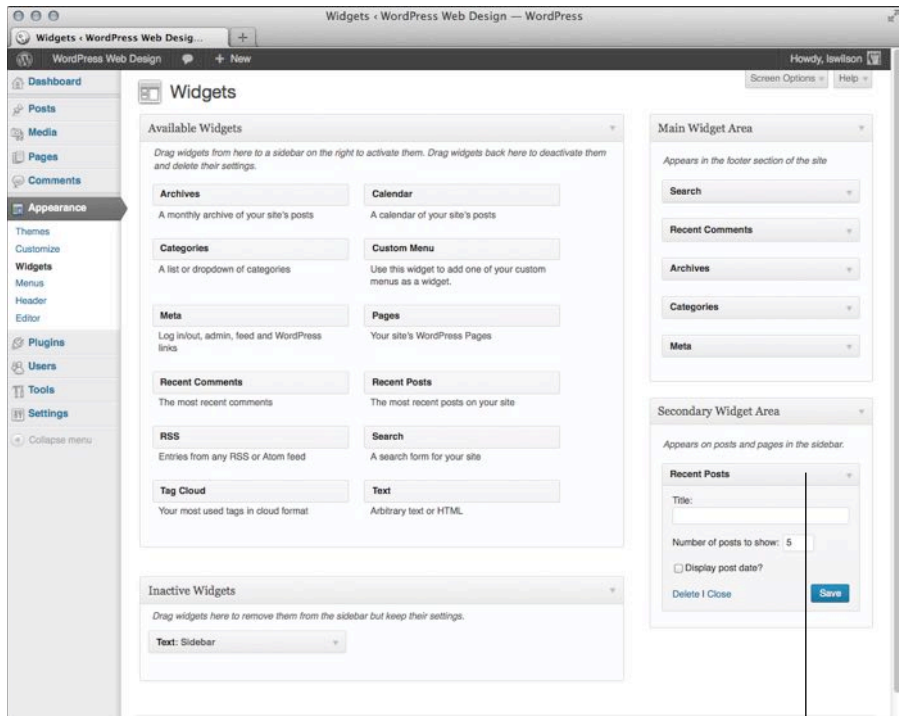 Widgets ‹ WordPress Web Design — WordPress
Widgets ‹ WordPress Web Desig...
+
WordPress Web Design
+ New
Howdy, lswilson
Screen Options
Help
Dashboard
Posts
Media
Pages
Comments
Appearance
Themes
Customize
Widgets
Menus
Header
Editor
Plugins
Users
Tools
Settings
Collapse menu
Widgets
Available Widgets
Drag widgets from here to a sidebar on the right to activate them. Drag widgets back here to deactivate them
and delete their settings.
Archives
A monthly archive of your site's posts
Calendar
A calendar of your site's posts
Categories
A list or dropdown of categories
Custom Menu
Use this widget to add one of your custom
menus as a widget.
Meta
Log in/out, admin, feed and WordPress
links
Pages
Your site's WordPress Pages
Recent Comments
The most recent comments
Recent Posts
The most recent posts on your site
RSS
Entries from any RSS or Atom feed
Search
A search form for your site
Tag Cloud
Your most used tags in cloud format
Text
Arbitrary text or HTML
Inactive Widgets
Drag widgets here to remove them from the sidebar but keep their settings.
Text: Sidebar
Main Widget Area
Appears in the footer section of the site
Search
Recent Comments
Archives
Categories
Meta
Secondary Widget Area
Appears on posts and pages in the sidebar.
Recent Posts
Title:
Number of posts to show: 5
Display post date?
Delete | Close
Save